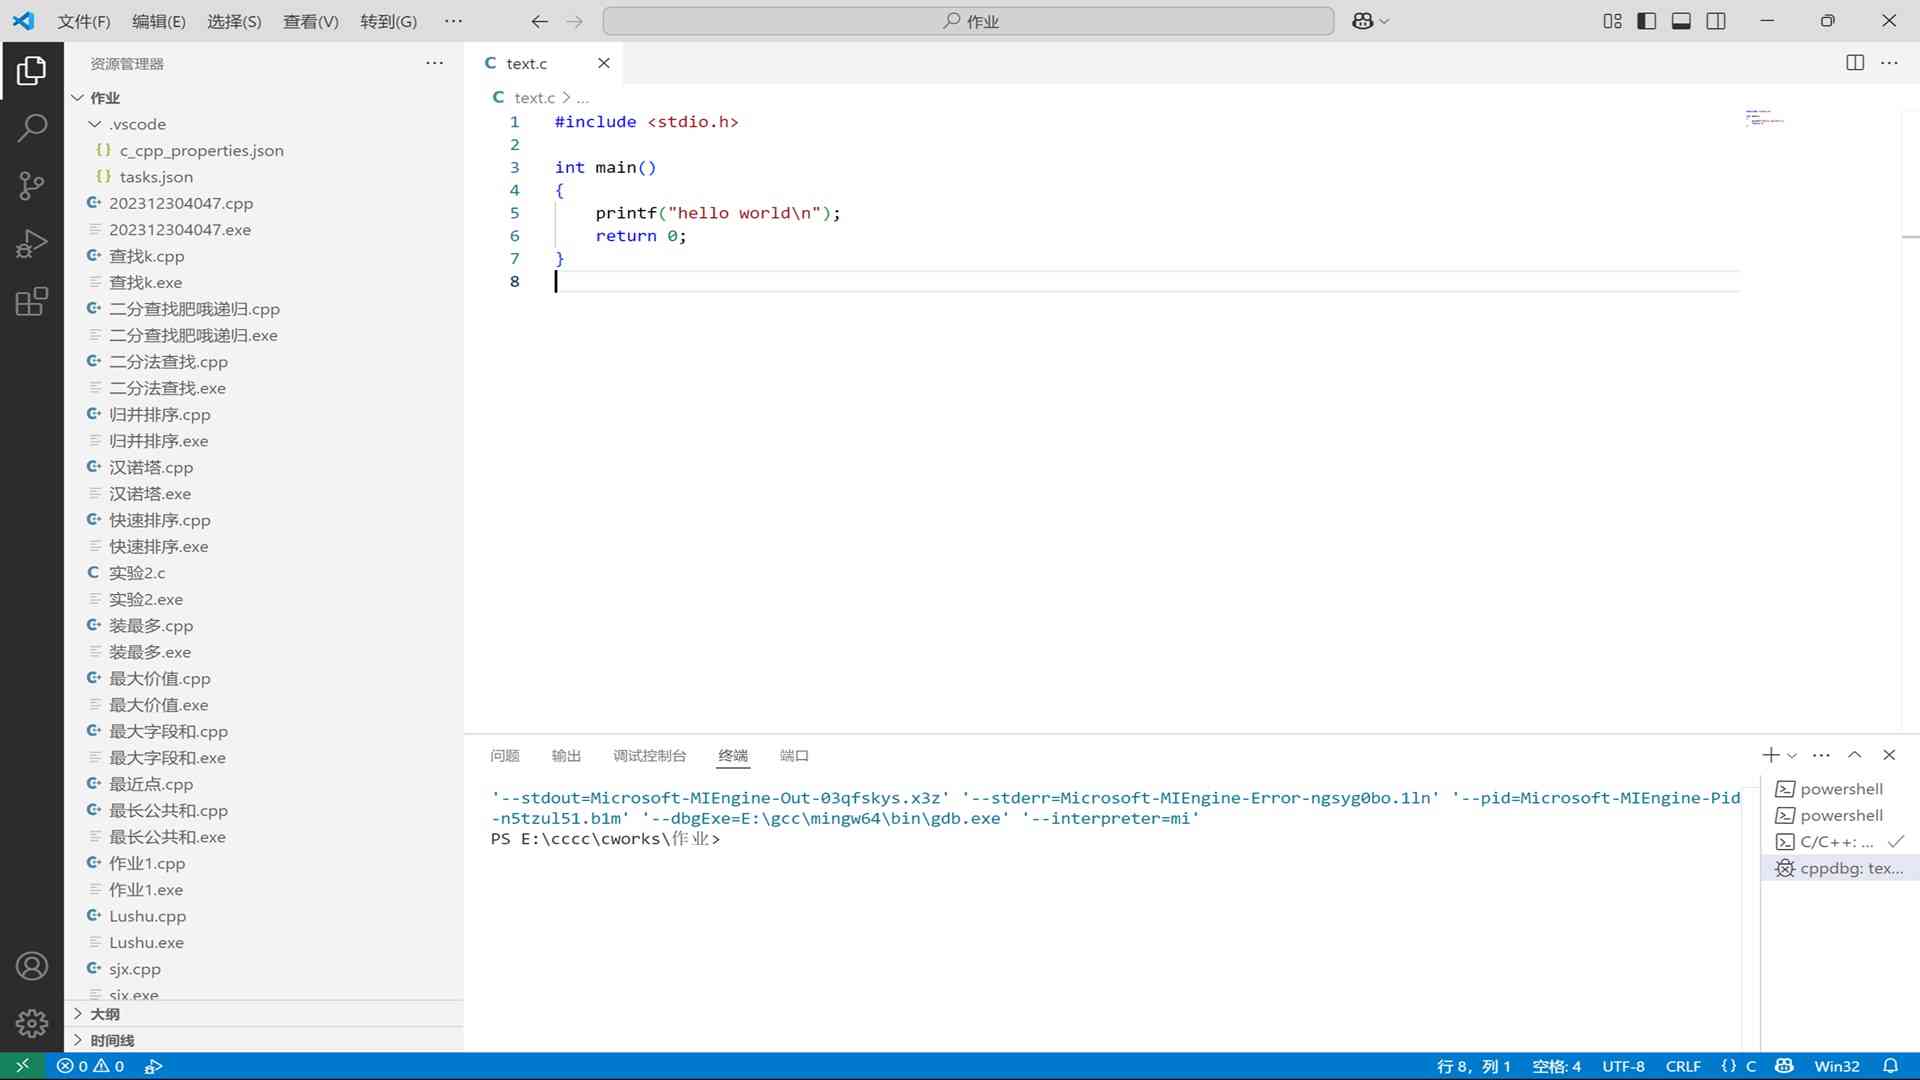 文件(F) 编辑(E) 选择(S) 查看(V) 转到(G) ··· 作业
资源管理器 ···
作业
.vscode
{} c_cpp_properties.json
{} tasks.json
202312304047.cpp
202312304047.exe
查找k.cpp
查找k.exe
二分查找肥哦递归.cpp
二分查找肥哦递归.exe
二分法查找.cpp
二分法查找.exe
归并排序.cpp
归并排序.exe
汉诺塔.cpp
汉诺塔.exe
快速排序.cpp
快速排序.exe
C 实验2.c
实验2.exe
装最多.cpp
装最多.exe
最大价值.cpp
最大价值.exe
最大字段和.cpp
最大字段和.exe
最近点.cpp
最长公共和.cpp
最长公共和.exe
作业1.cpp
作业1.exe
Lushu.cpp
Lushu.exe
sjx.cpp
sjx.exe
大纲
时间线
C text.c
C text.c > ...
1 #include <stdio.h>
2
3 int main()
4 {
5 printf("hello world\n");
6 return 0;
7 }
8
问题 输出 调试控制台 终端 端口
'--stdout=Microsoft-MIEngine-Out-03qfskys.x3z' '--stderr=Microsoft-MIEngine-Error-ngsyg0bo.1ln' '--pid=Microsoft-MIEngine-Pid
-n5tzul51.b1m' '--dbgExe=E:\gcc\mingw64\bin\gdb.exe' '--interpreter=mi'
PS E:\cccc\cworks\作业>
powershell
powershell
C/C++: ...
cppdbg: tex...
0 0 行 8，列 1 空格: 4 UTF-8 CRLF {} C Win32